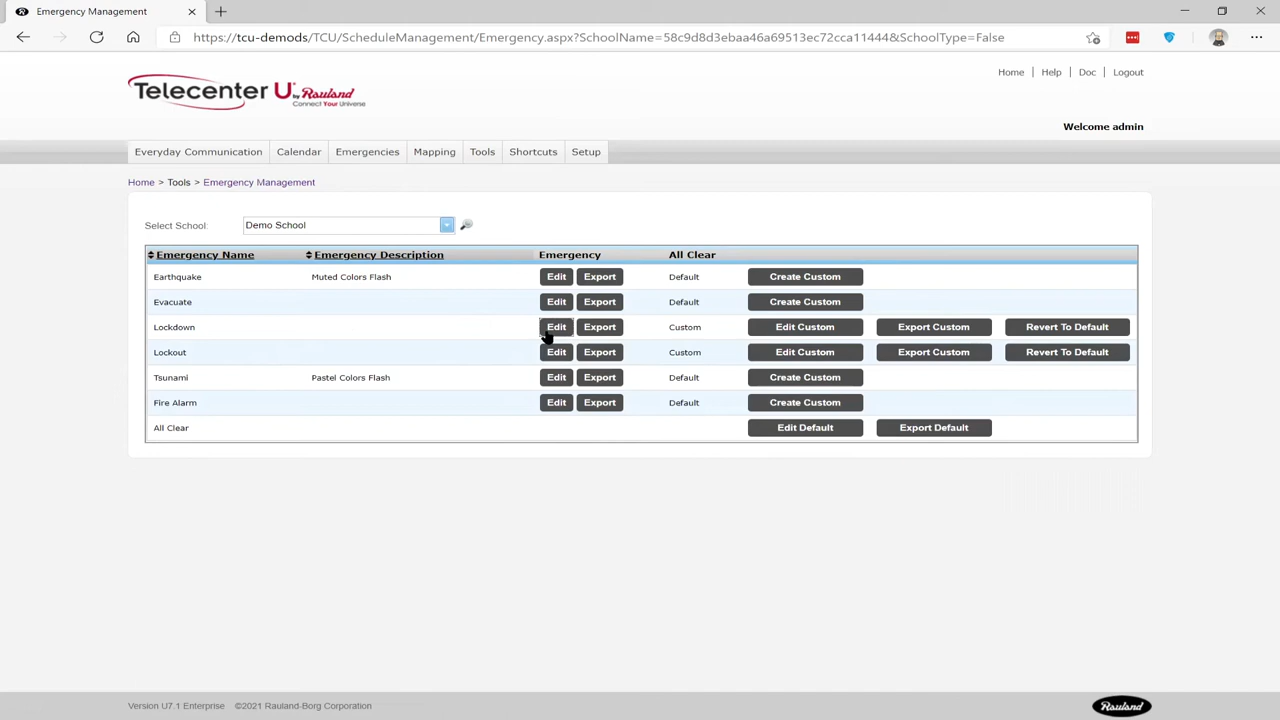 Emergency Management
https://tcu-demods/TCU/ScheduleManagement/Emergency.aspx?SchoolName=58c9d8d3ebaa46a69513ec72cca11444&SchoolType=False
Home | Help | Doc | Logout
Telecenter U by Rauland
Connect Your Universe
Welcome admin
Everyday Communication Calendar Emergencies Mapping Tools Shortcuts Setup
Home > Tools > Emergency Management
Select School: Demo School
Emergency Name Emergency Description Emergency All Clear
Earthquake Muted Colors Flash Edit Export Default Create Custom
Evacuate Edit Export Default Create Custom
Lockdown Edit Export Custom Edit Custom Export Custom Revert To Default
Lockout Edit Export Custom Edit Custom Export Custom Revert To Default
Tsunami Pastel Colors Flash Edit Export Default Create Custom
Fire Alarm Edit Export Default Create Custom
All Clear Edit Default Export Default
Version U7.1 Enterprise ©2021 Rauland-Borg Corporation Rauland